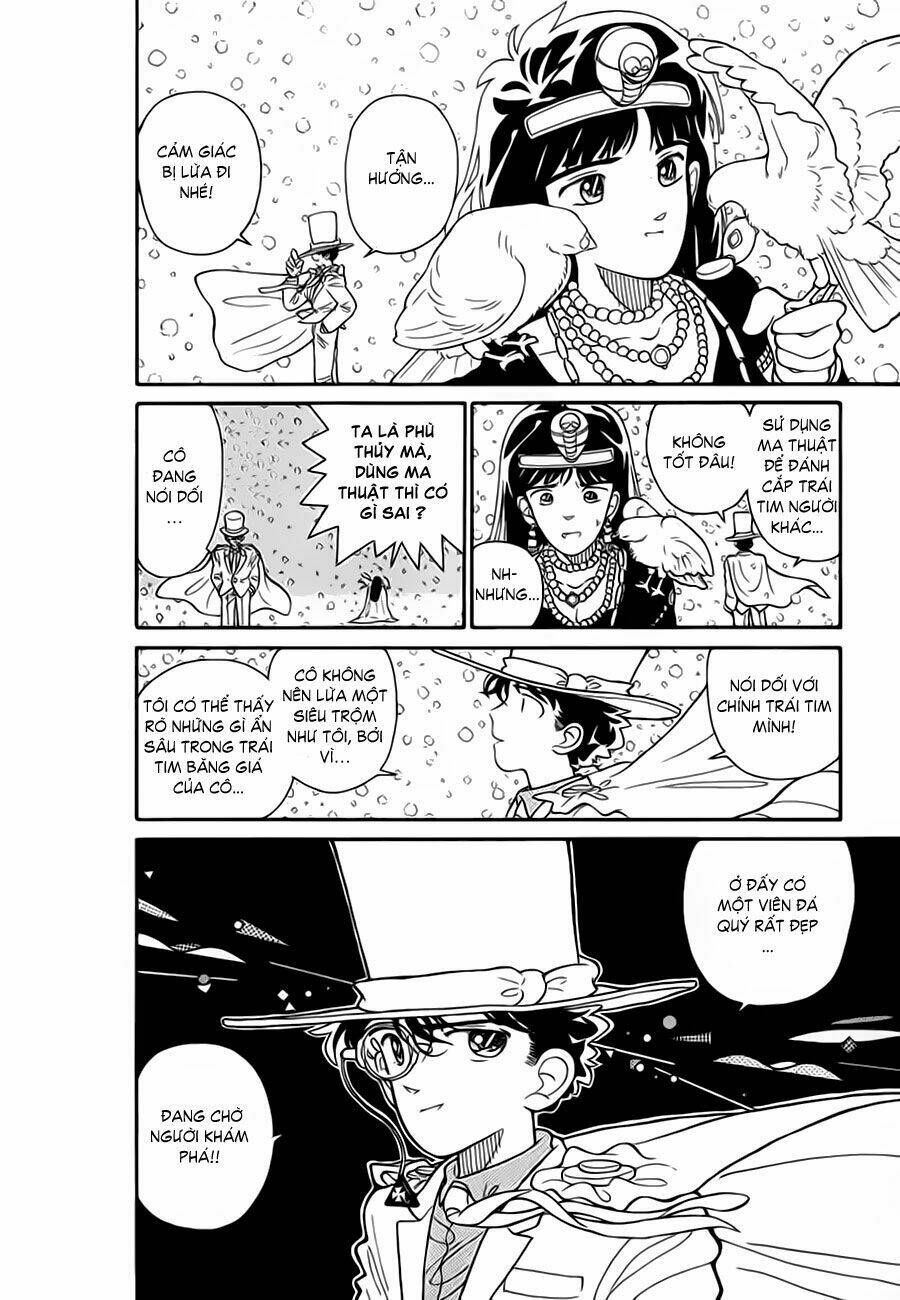 TẬN
HƯỚNG...
CẢM GIÁC
BỊ LỪA ĐI
NHÉ!
SỬ DỤNG
MA THUẬT
ĐỂ ĐÁNH
CẮP TRÁI
TIM NGƯỜI
KHÁC...
KHÔNG
TỐT ĐÂU!
NH-
NHƯNG...
TA LÀ PHÙ
THỦY MÀ,
DÙNG MA
THUẬT THÌ CÓ
GÌ SAI ?
CÔ
ĐANG
NÓI DỐI
...
NÓI DỐI VỚI
CHÍNH TRÁI TIM
MÌNH!
CÔ KHÔNG
NÊN LỪA MỘT
SIÊU TRỘM
NHƯ TÔI, BỞI
VÌ...
TÔI CÓ THỂ THẤY
RÕ NHỮNG GÌ ẨN
SÂU TRONG TRÁI
TIM BĂNG GIÁ
CỦA CÔ...
Ở ĐẤY CÓ
MỘT VIÊN ĐÁ
QUÝ RẤT ĐẸP
...
ĐANG CHỜ
NGƯỜI KHÁM
PHÁ!!